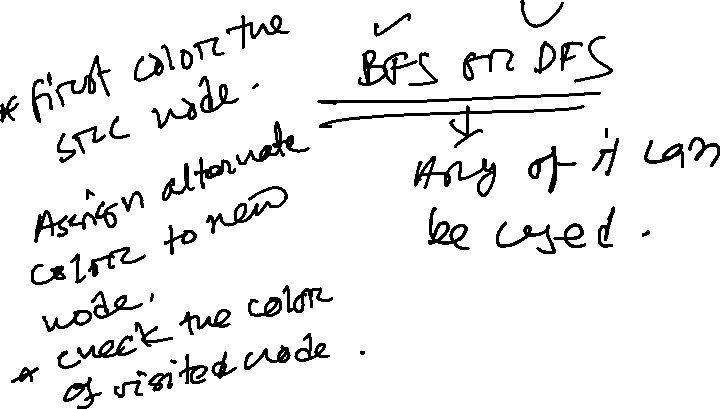 * first color the
src node.
Assign alternate
color to new
node.
* check the color
of visited node.
BFS or DFS
Any of it can
be used.